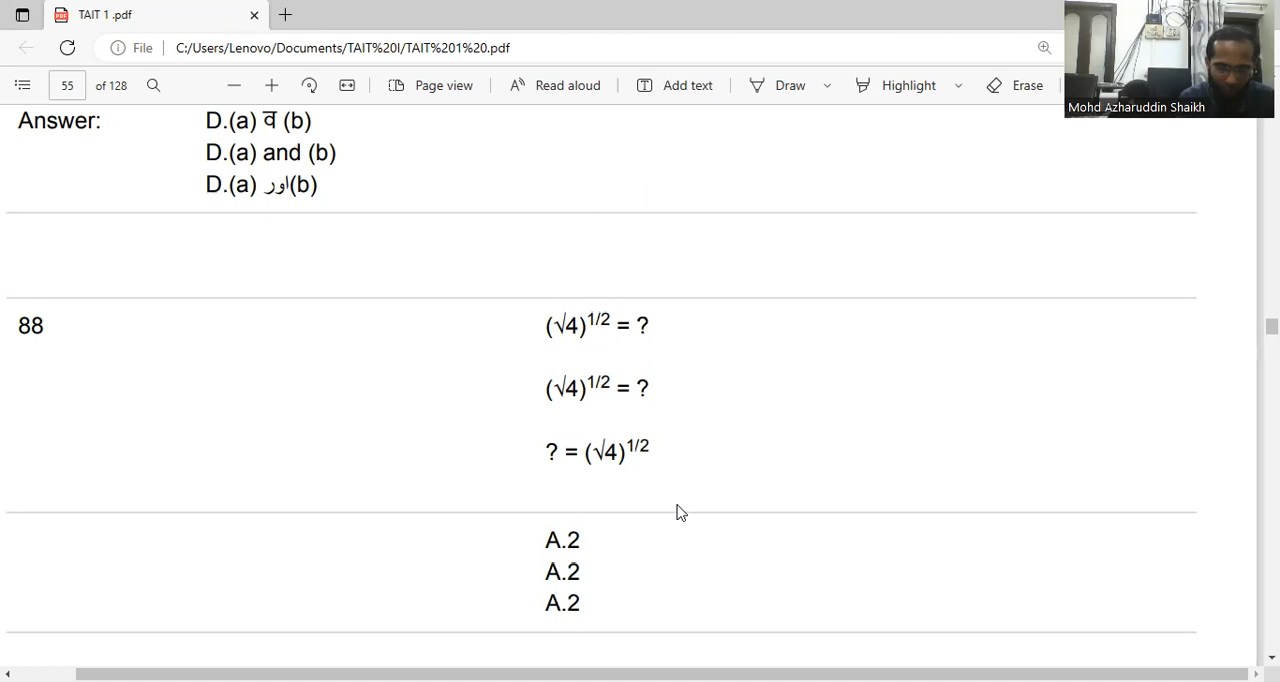 TAIT 1 .pdf
File
C:/Users/Lenovo/Documents/TAIT%20I/TAIT%201%20.pdf
55 of 128
Page view
Read aloud
Add text
Draw
Highlight
Erase
Mohd Azharuddin Shaikh
Answer:
D.(a) व (b)
D.(a) and (b)
D.(a) اور(b)
88
(√4)^1/2 = ?
(√4)^1/2 = ?
? = (√4)^1/2
A.2
A.2
A.2